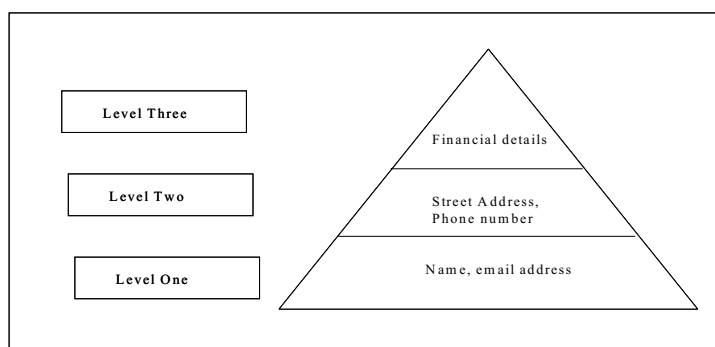 Level Three
Financial details
Level Two
Street Address,
Phone number
Level One
Name, email address